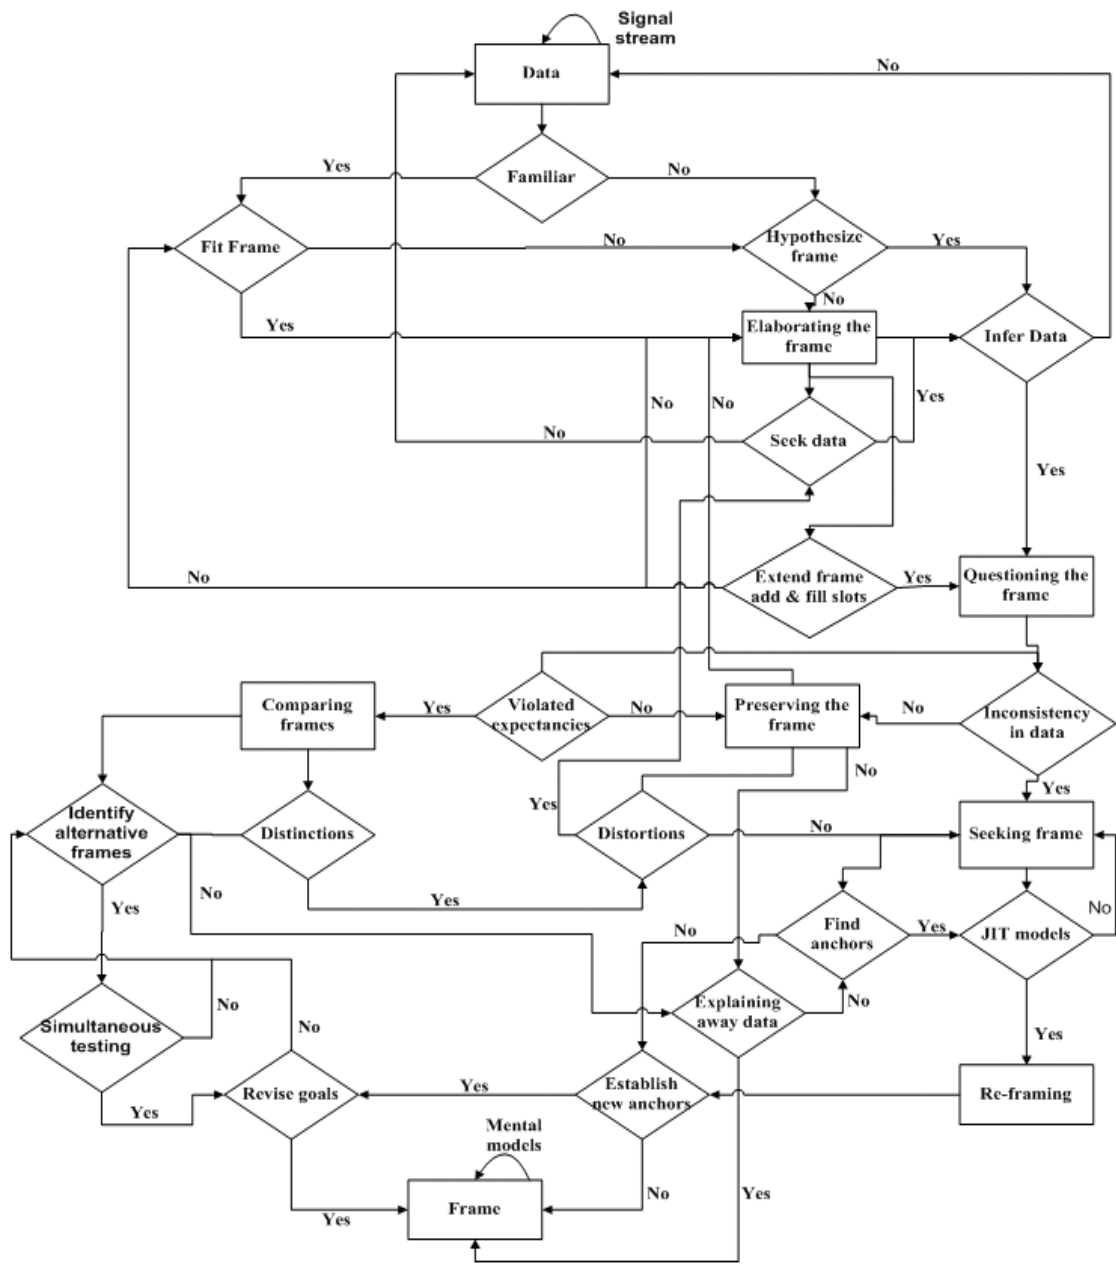 Signal
stream
Data
No
Yes
Familiar
No
Fit Frame
No
Hypothesize
frame
Yes
No
Yes
Elaborating the
frame
Infer Data
No
No
Yes
No
Seek data
Yes
No
Extend frame
add & fill slots
Yes
Questioning the
frame
Comparing
frames
Yes
Violated
expectancies
No
Preserving the
frame
No
Inconsistency
in data
No
Yes
Yes
Identify
alternative
frames
Distinctions
Distortions
No
Seeking frame
No
Yes
Yes
No
Find
anchors
Yes
JIT models
No
No
Simultaneous
testing
No
Explaining
away data
No
No
Yes
Revise goals
Yes
Establish
new anchors
Re-framing
Yes
Mental
models
Frame
Yes
No
Yes